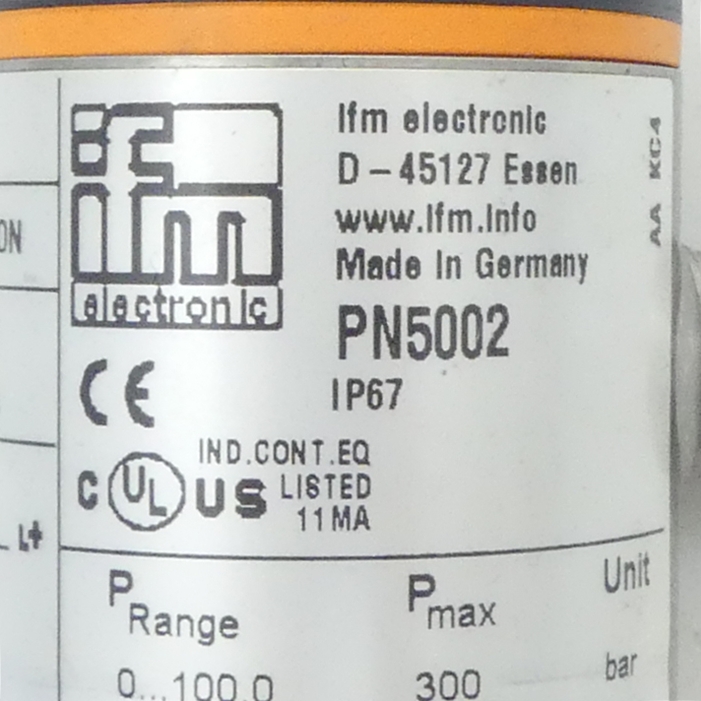 ifm
electronic
ifm electronic
D-45127 Essen
www.ifm.info
Made in Germany
PN5002
IP67
AA KC4
CE
IND.CONT.EQ
C UL US LISTED
11MA
ON
L+
P Range P max Unit
0...100.0 300 bar